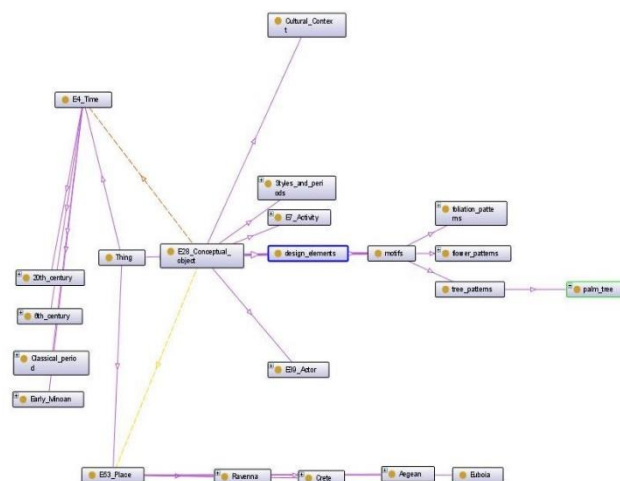 Cultural_Contex
t
E4_Time
Styles_and_peri
ods
E7_Activity
foliation_patte
rns
Thing
E28_Conceptual_
object
design_elements
motifs
flower_patterns
20th_century
tree_patterns
palm_tree
6th_century
Classical_perio
d
E39_Actor
Early_Minoan
E53_Place
Ravenna
Crete
Aegean
Euboia